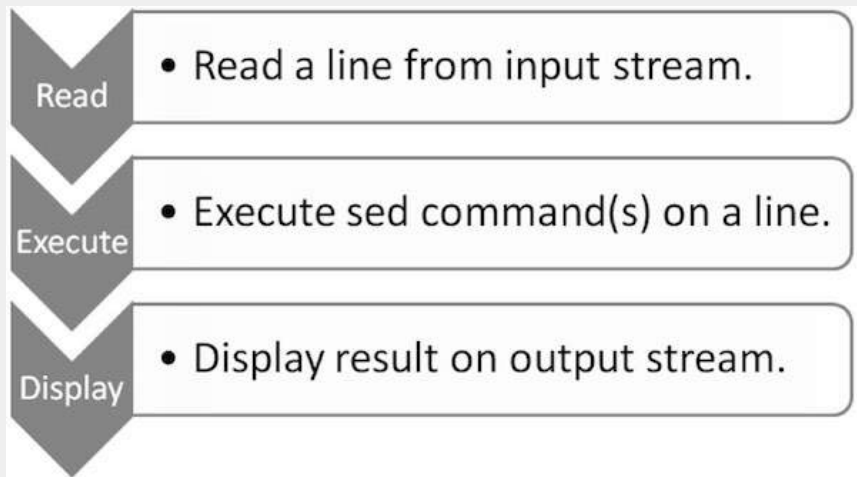 Read
• Read a line from input stream.
Execute
• Execute sed command(s) on a line.
Display
• Display result on output stream.